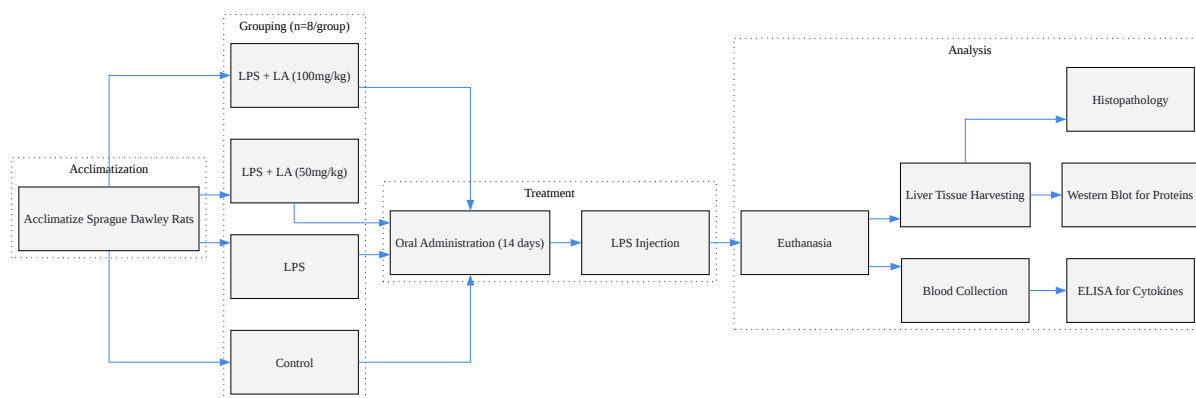 Acclimatization
Acclimatize Sprague Dawley Rats
Grouping (n=8/group)
LPS + LA (100mg/kg)
LPS + LA (50mg/kg)
LPS
Control
Treatment
Oral Administration (14 days)
LPS Injection
Analysis
Euthanasia
Liver Tissue Harvesting
Blood Collection
Histopathology
Western Blot for Proteins
ELISA for Cytokines